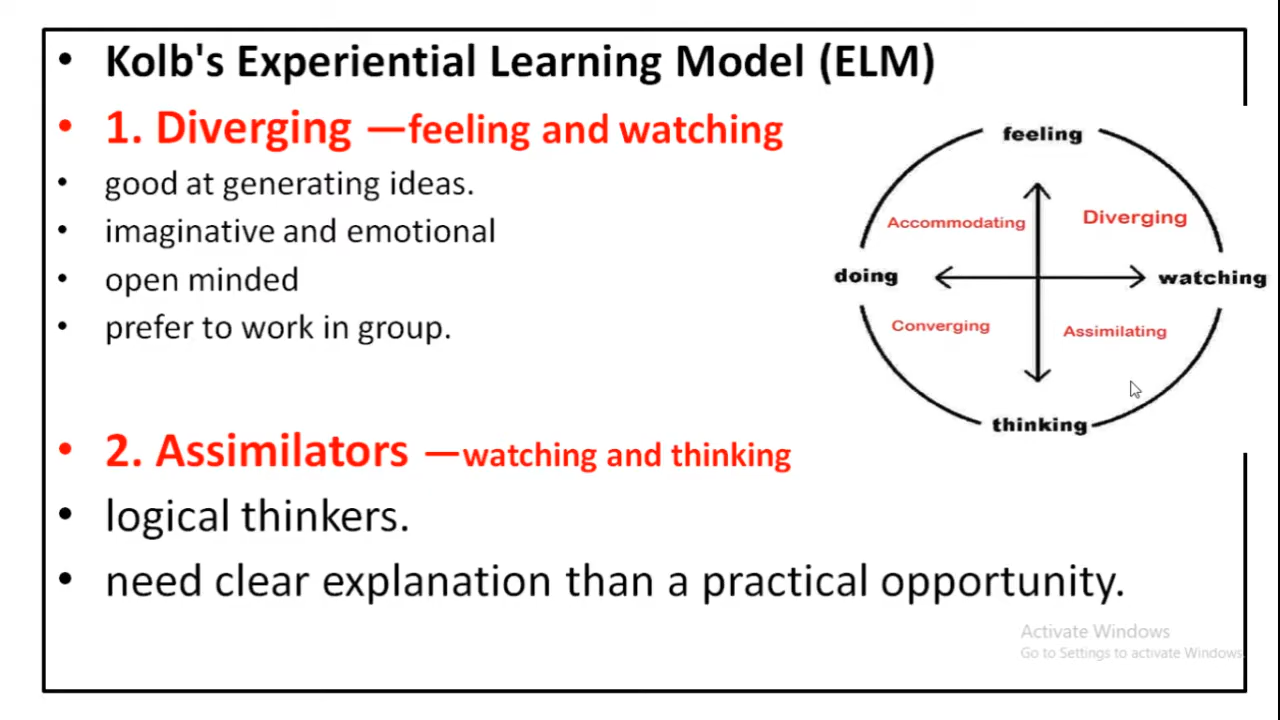 • Kolb's Experiential Learning Model (ELM)
• 1. Diverging —feeling and watching
• good at generating ideas.
• imaginative and emotional
• open minded
• prefer to work in group.
• 2. Assimilators —watching and thinking
• logical thinkers.
• need clear explanation than a practical opportunity.
feeling
Accommodating
Diverging
doing
watching
Converging
Assimilating
thinking
Activate Windows
Go to Settings to activate Windows